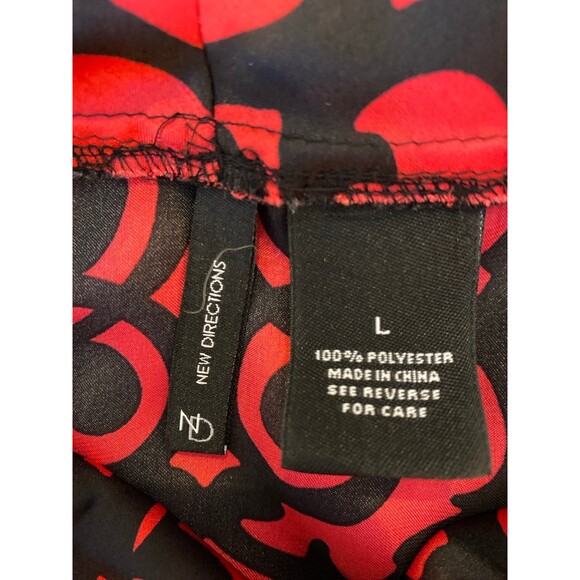 NEW DIRECTIONS
ND
L
100% POLYESTER
MADE IN CHINA
SEE REVERSE
FOR CARE